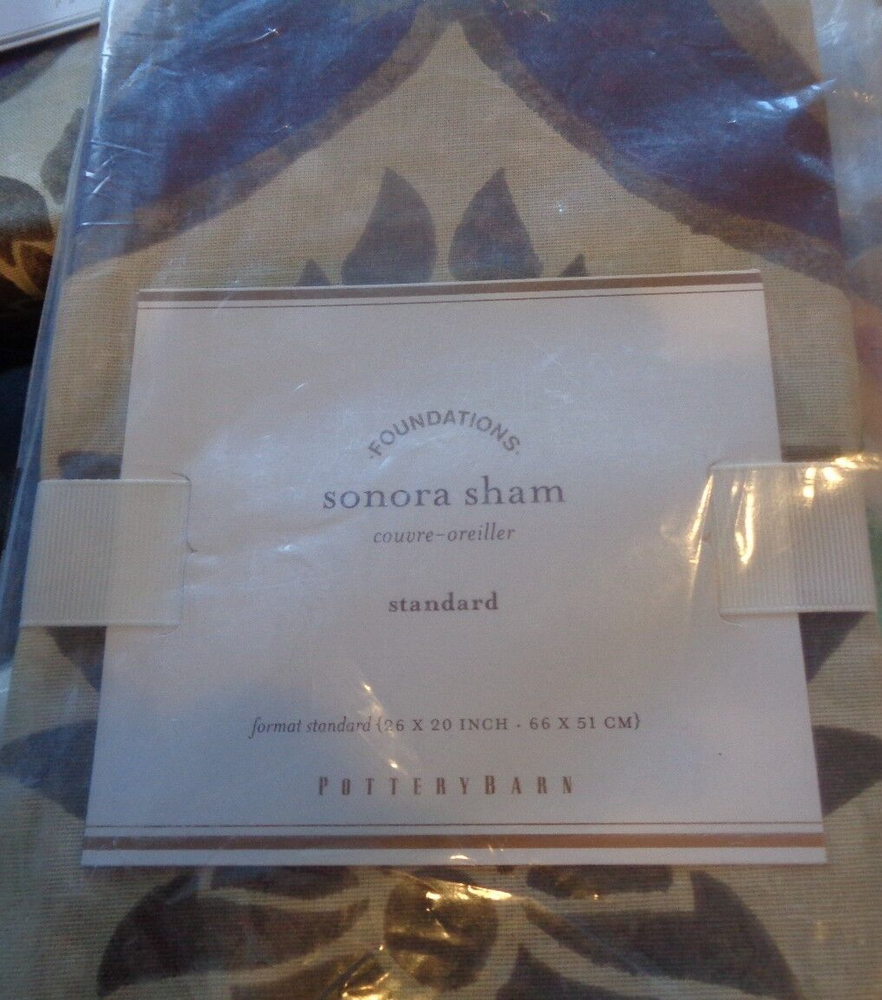 ·FOUNDATIONS·
sonora sham
couvre-oreiller
standard
format standard {26 X 20 INCH · 66 X 51 CM}
POTTERYBARN